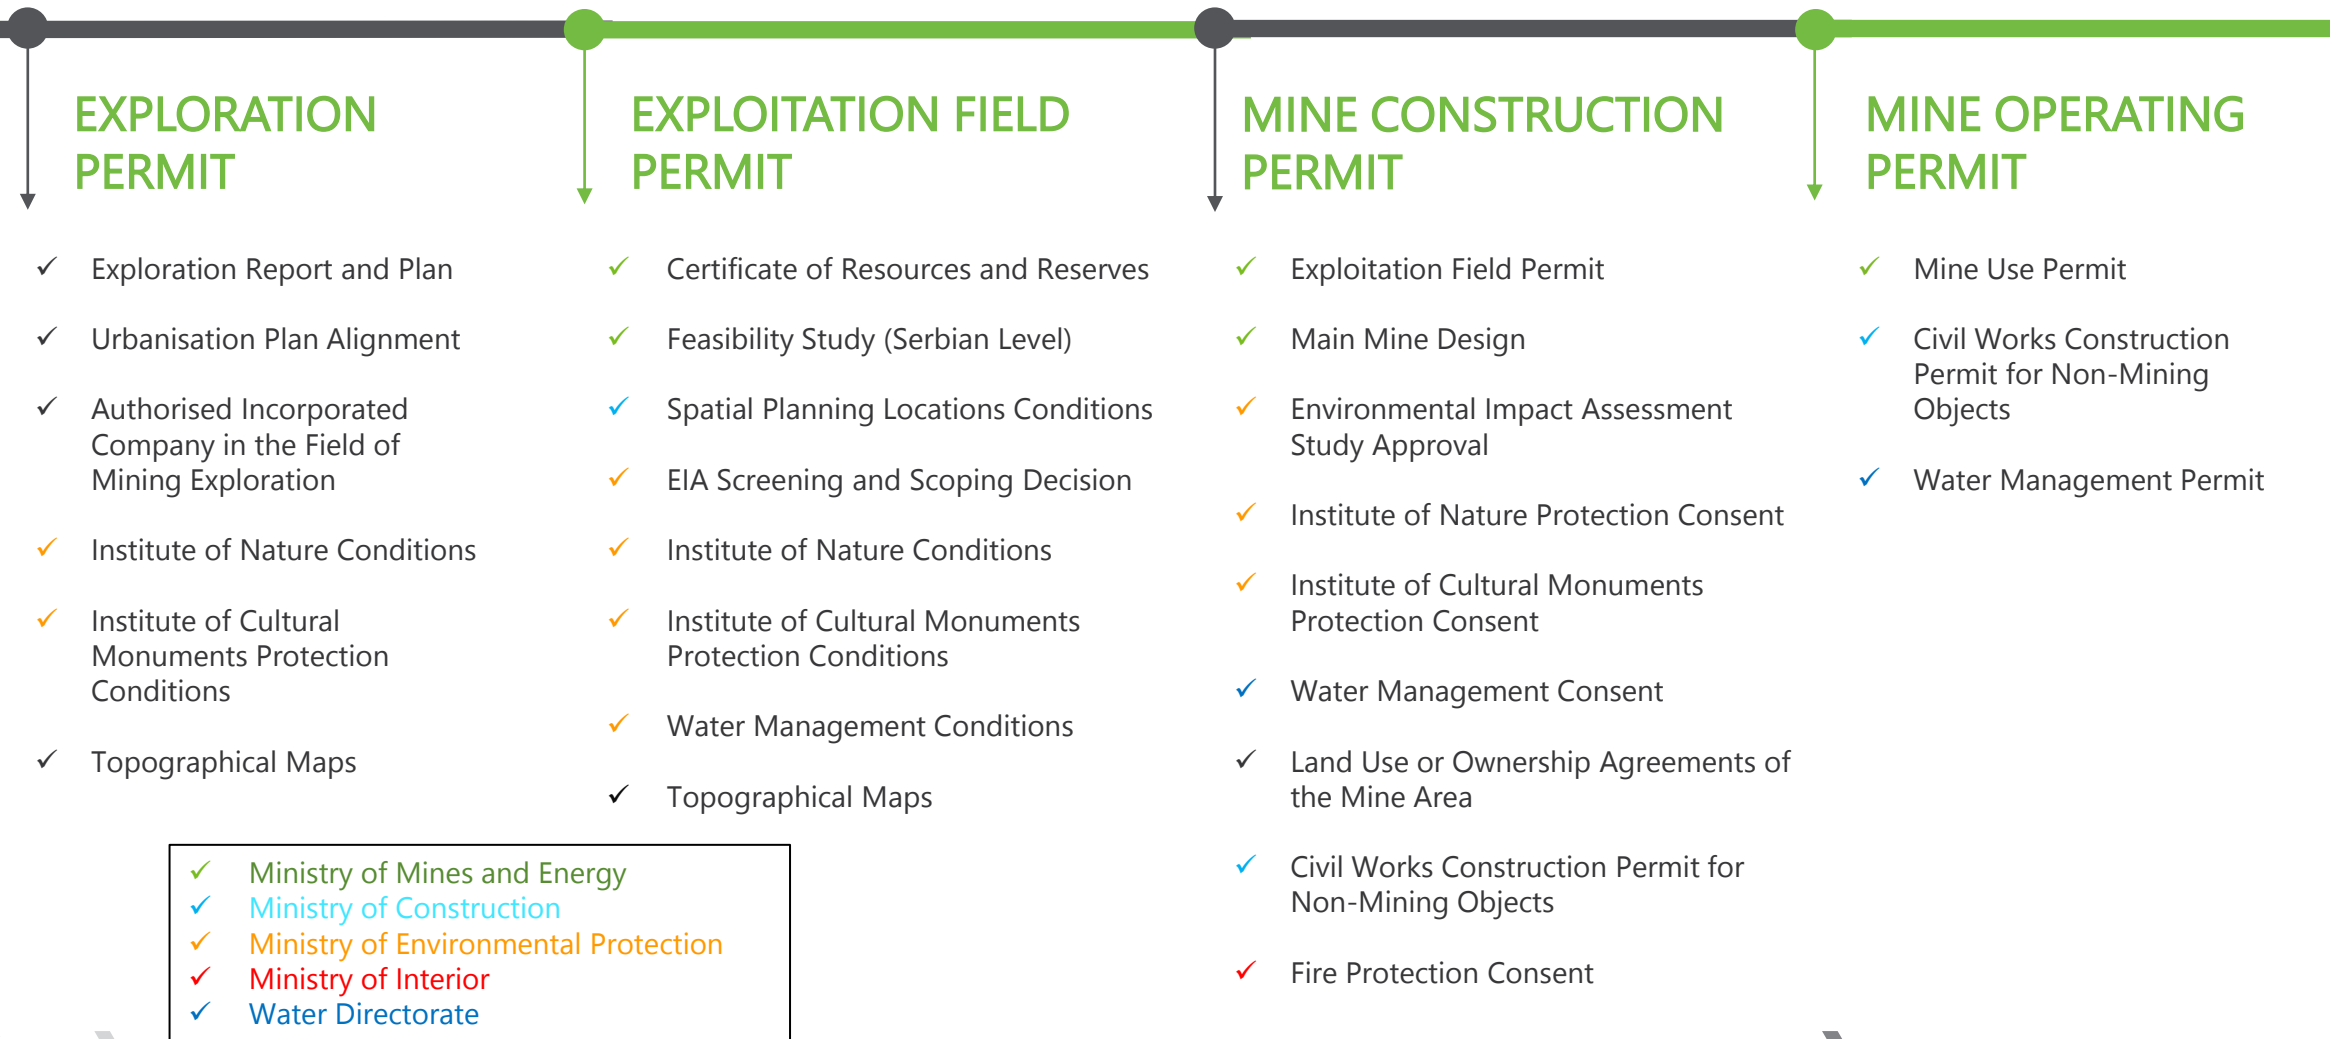 EXPLORATION
PERMIT
✓ Exploration Report and Plan
✓ Urbanisation Plan Alignment
✓ Authorised Incorporated
Company in the Field of
Mining Exploration
✓ Institute of Nature Conditions
✓ Institute of Cultural
Monuments Protection
Conditions
✓ Topographical Maps
EXPLOITATION FIELD
PERMIT
✓ Certificate of Resources and Reserves
✓ Feasibility Study (Serbian Level)
✓ Spatial Planning Locations Conditions
✓ EIA Screening and Scoping Decision
✓ Institute of Nature Conditions
✓ Institute of Cultural Monuments
Protection Conditions
✓ Water Management Conditions
✓ Topographical Maps
MINE CONSTRUCTION
PERMIT
✓ Exploitation Field Permit
✓ Main Mine Design
✓ Environmental Impact Assessment
Study Approval
✓ Institute of Nature Protection Consent
✓ Institute of Cultural Monuments
Protection Consent
✓ Water Management Consent
✓ Land Use or Ownership Agreements of
the Mine Area
✓ Civil Works Construction Permit for
Non-Mining Objects
✓ Fire Protection Consent
MINE OPERATING
PERMIT
✓ Mine Use Permit
✓ Civil Works Construction
Permit for Non-Mining
Objects
✓ Water Management Permit
✓ Ministry of Mines and Energy
✓ Ministry of Construction
✓ Ministry of Environmental Protection
✓ Ministry of Interior
✓ Water Directorate